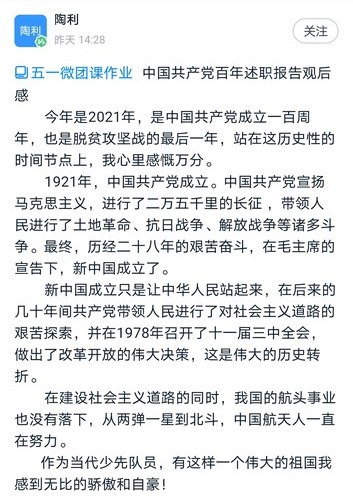 陶利
陶利
昨天 14:28
关注
五一微团课作业 中国共产党百年述职报告观后
感
今年是2021年，是中国共产党成立一百周
年，也是脱贫攻坚战的最后一年，站在这历史性的
时间节点上，我心里感慨万分。
1921年，中国共产党成立。中国共产党宣扬
马克思主义，进行了二万五千里的长征 ，带领人
民进行了土地革命、抗日战争、解放战争等诸多斗
争。最终，历经二十八年的艰苦奋斗，在毛主席的
宣告下，新中国成立了。
新中国成立只是让中华人民站起来，在后来的
几十年间共产党带领人民进行了对社会主义道路的
艰苦探索，并在1978年召开了十一届三中全会，
做出了改革开放的伟大决策，这是伟大的历史转
折。
在建设社会主义道路的同时，我国的航头事业
也没有落下，从两弹一星到北斗，中国航天人一直
在努力。
作为当代少先队员，有这样一个伟大的祖国我
感到无比的骄傲和自豪！